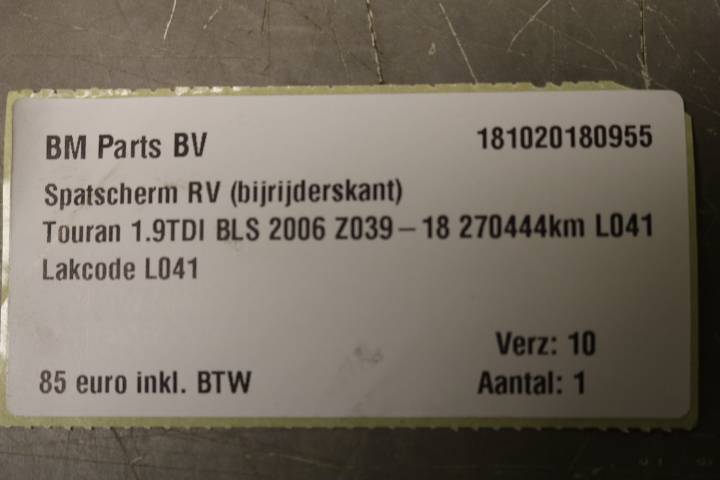 BM Parts BV 181020180955
Spatscherm RV (bijrijderskant)
Touran 1.9TDI BLS 2006 Z039-18 270444km L041
Lakcode L041
Verz: 10
85 euro inkl. BTW Aantal: 1